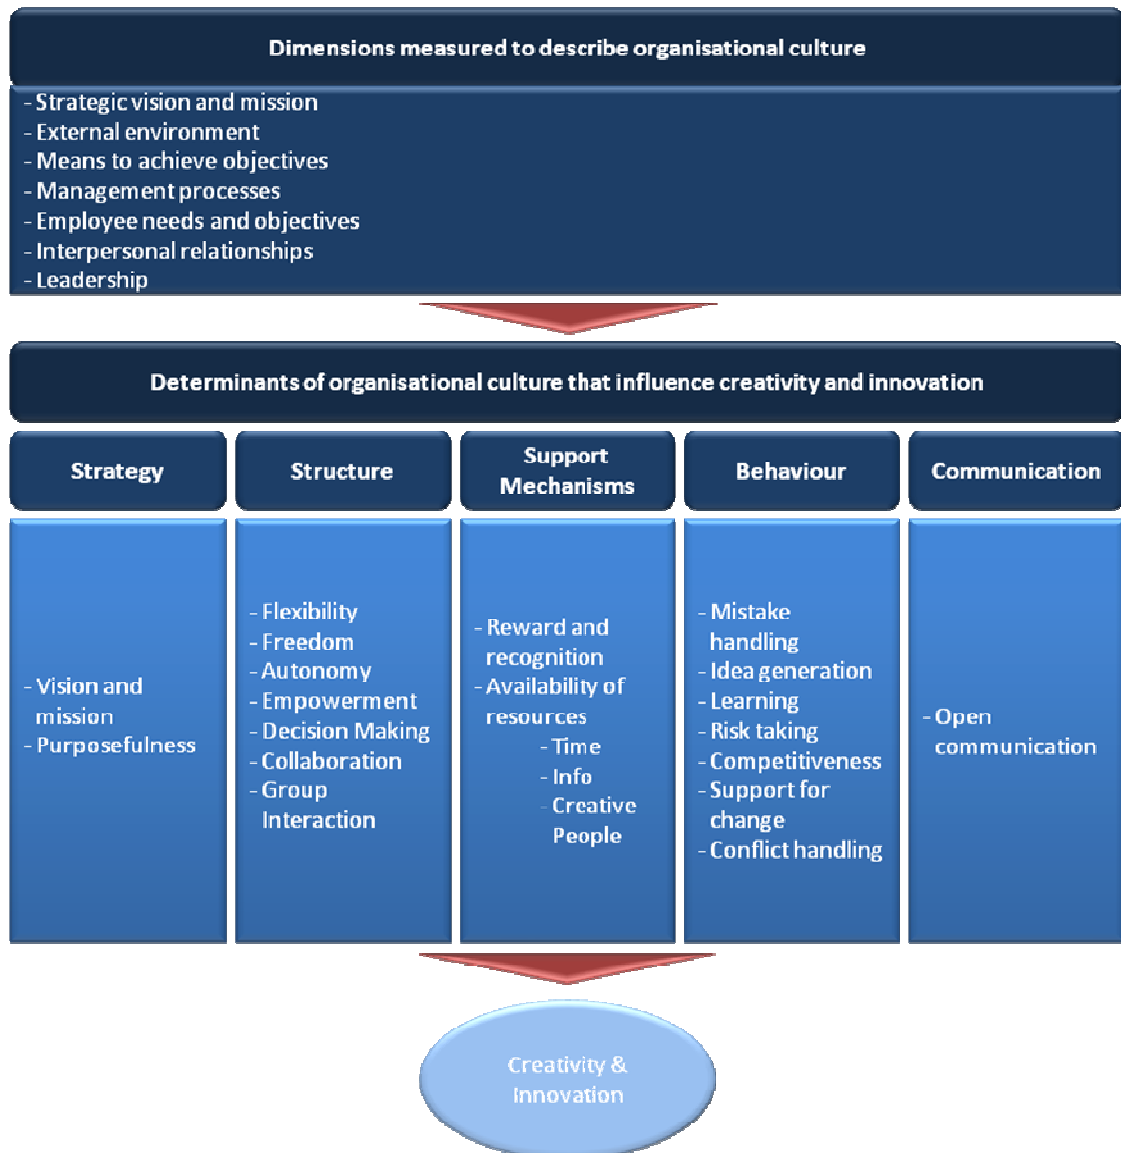 Dimensions measured to describe organisational culture
- Strategic vision and mission
- External environment
- Means to achieve objectives
- Management processes
- Employee needs and objectives
- Interpersonal relationships
- Leadership
Determinants of organisational culture that influence creativity and innovation
Strategy
- Vision and
mission
- Purposefulness
Structure
- Flexibility
- Freedom
- Autonomy
- Empowerment
- Decision Making
- Collaboration
- Group
Interaction
Support
Mechanisms
- Reward and
recognition
- Availability of
resources
- Time
- Info
- Creative
People
Behaviour
- Mistake
handling
- Idea generation
- Learning
- Risk taking
- Competitiveness
- Support for
change
- Conflict handling
Communication
- Open
communication
Creativity &
Innovation